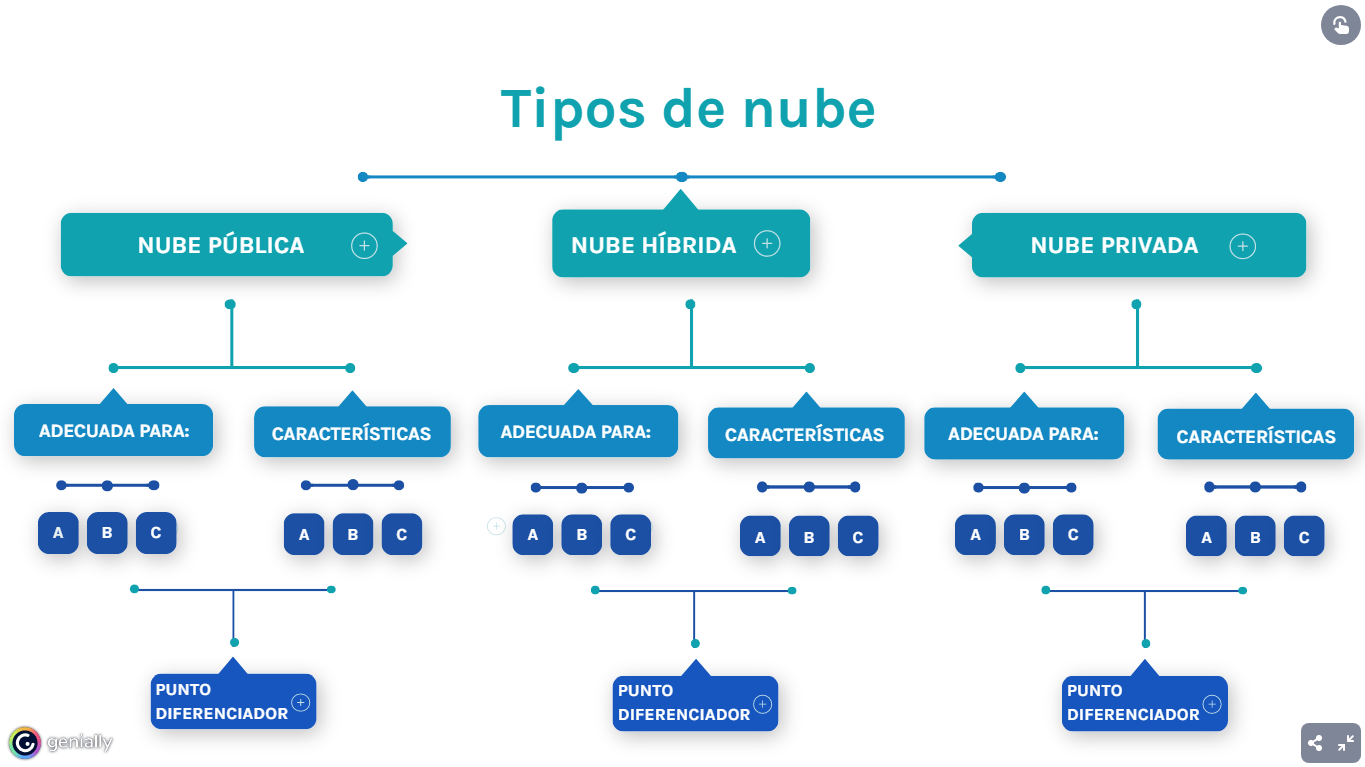 Tipos de nube
NUBE PÚBLICA
NUBE HÍBRIDA
NUBE PRIVADA
ADECUADA PARA:
CARACTERÍSTICAS
ADECUADA PARA:
CARACTERÍSTICAS
ADECUADA PARA:
CARACTERÍSTICAS
A B C
A B C
A B C
A B C
A B C
A B C
PUNTO
DIFERENCIADOR
PUNTO
DIFERENCIADOR
PUNTO
DIFERENCIADOR
genially